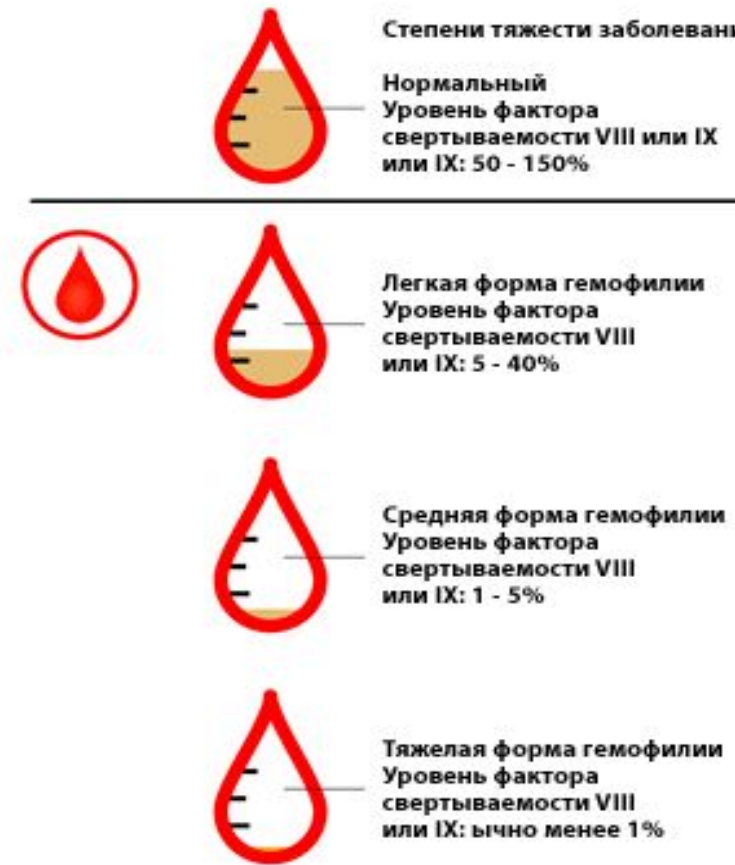 Степени тяжести заболевани
Нормальный
Уровень фактора
свертываемости VIII или IX
или IX: 50 - 150%
Легкая форма гемофилии
Уровень фактора
свертываемости VIII
или IX: 5 - 40%
Средняя форма гемофилии
Уровень фактора
свертываемости VIII
или IX: 1 - 5%
Тяжелая форма гемофилии
Уровень фактора
свертываемости VIII
или IX: ычно менее 1%